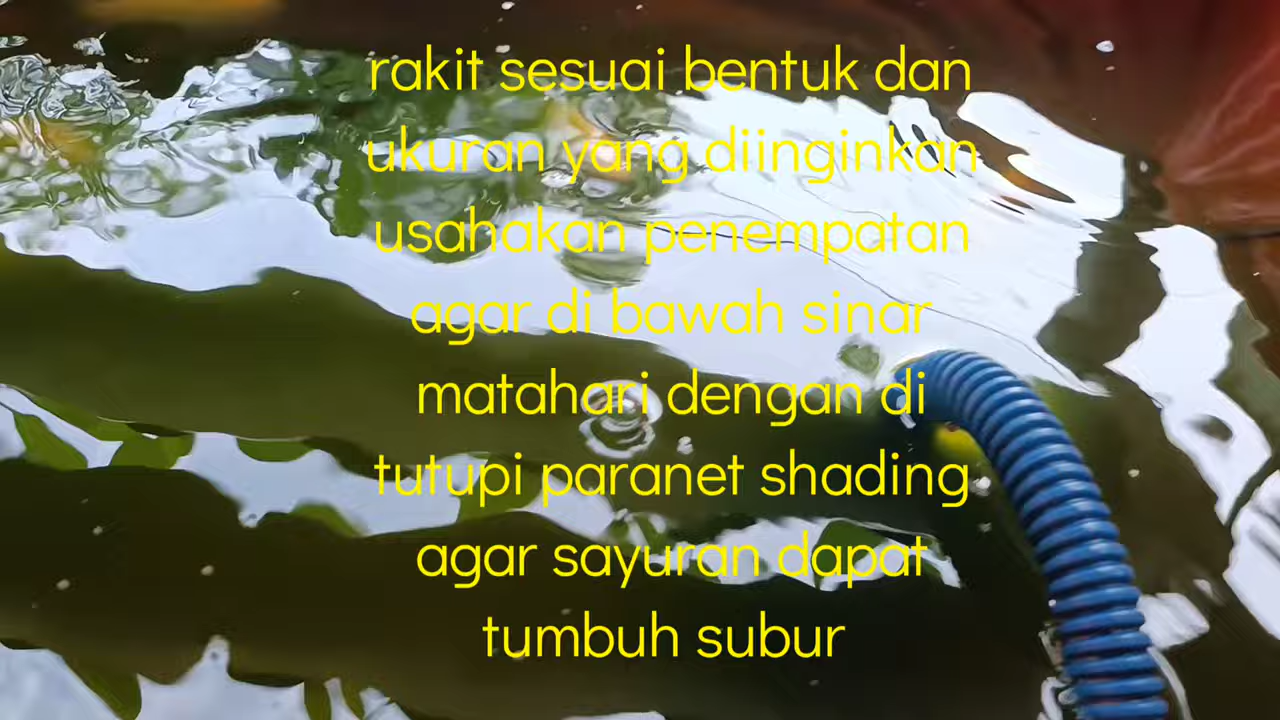 rakit sesuai bentuk dan
ukuran yang diinginkan
usahakan penempatan
agar di bawah sinar
matahari dengan di
tutupi paranet shading
agar sayuran dapat
tumbuh subur